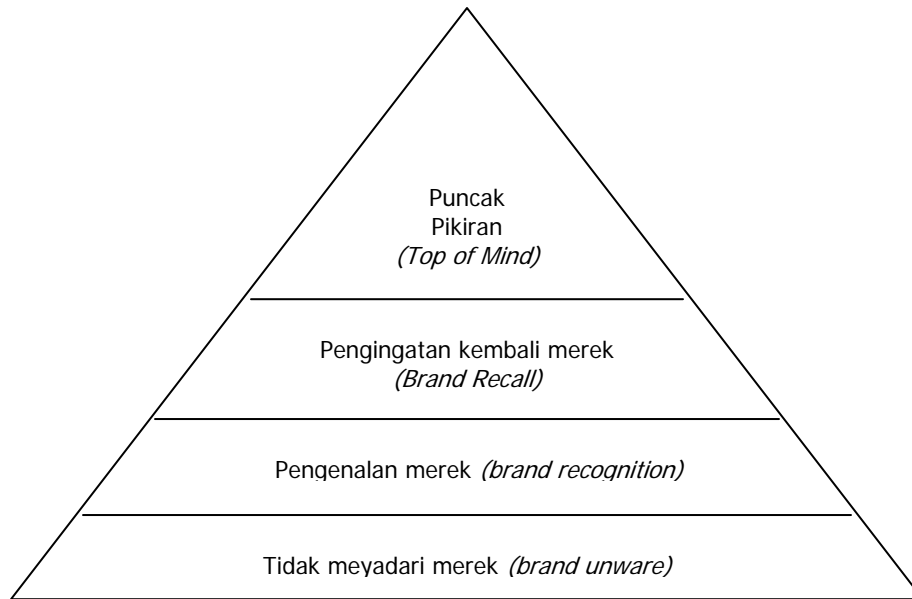 Puncak
Pikiran
(Top of Mind)
Pengingatan kembali merek
(Brand Recall)
Pengenalan merek (brand recognition)
Tidak meyadari merek (brand unware)